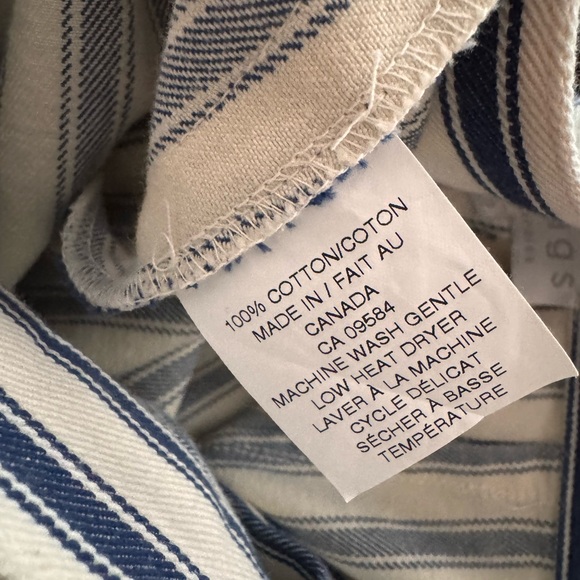 100% COTTON/COTON
MADE IN / FAIT AU
CANADA
CA 09584
MACHINE WASH GENTLE
LOW HEAT DRYER
LAVER À LA MACHINE
CYCLE DÉLICAT
SÉCHER À BASSE
TEMPÉRATURE